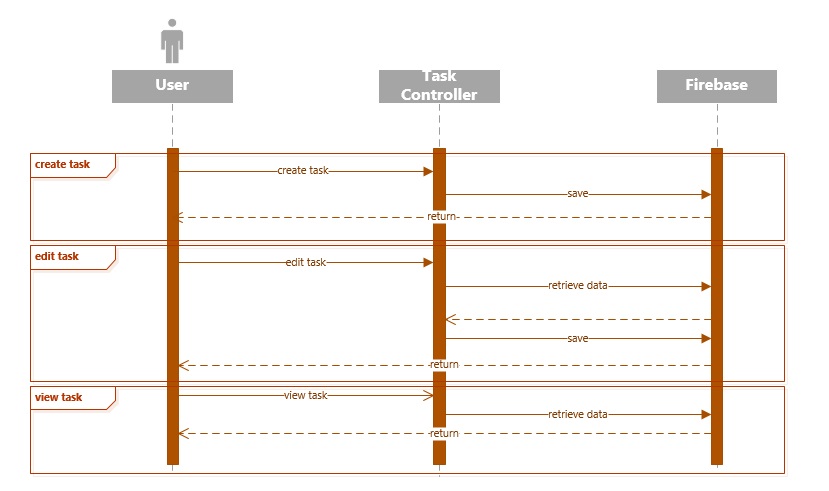 User
Task
Controller
Firebase
create task
create task
save
return
edit task
edit task
retrieve data
save
return
view task
view task
retrieve data
return